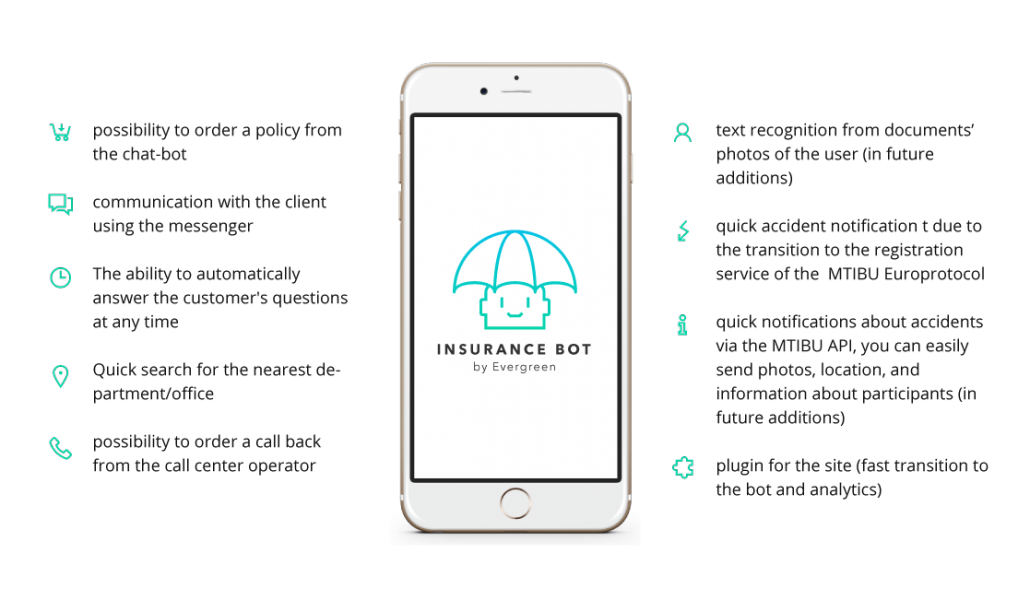 possibility to order a policy from
the chat-bot
communication with the client
using the messenger
The ability to automatically
answer the customer's questions
at any time
Quick search for the nearest de-
partment/office
possibility to order a call back
from the call center operator
INSURANCE BOT
by Evergreen
text recognition from documents’
photos of the user (in future
additions)
quick accident notification t due to
the transition to the registration
service of the  MTIBU Europrotocol
quick notifications about accidents
via the MTIBU API, you can easily
send photos, location, and
information about participants (in
future additions)
plugin for the site (fast transition to
the bot and analytics)